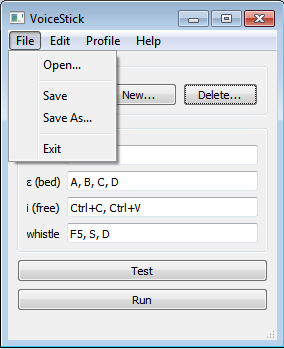 VoiceStick
File Edit Profile Help
Open...
Save
Save As...
Exit
New... Delete...
ε (bed) A, B, C, D
i (free) Ctrl+C, Ctrl+V
whistle F5, S, D
Test
Run